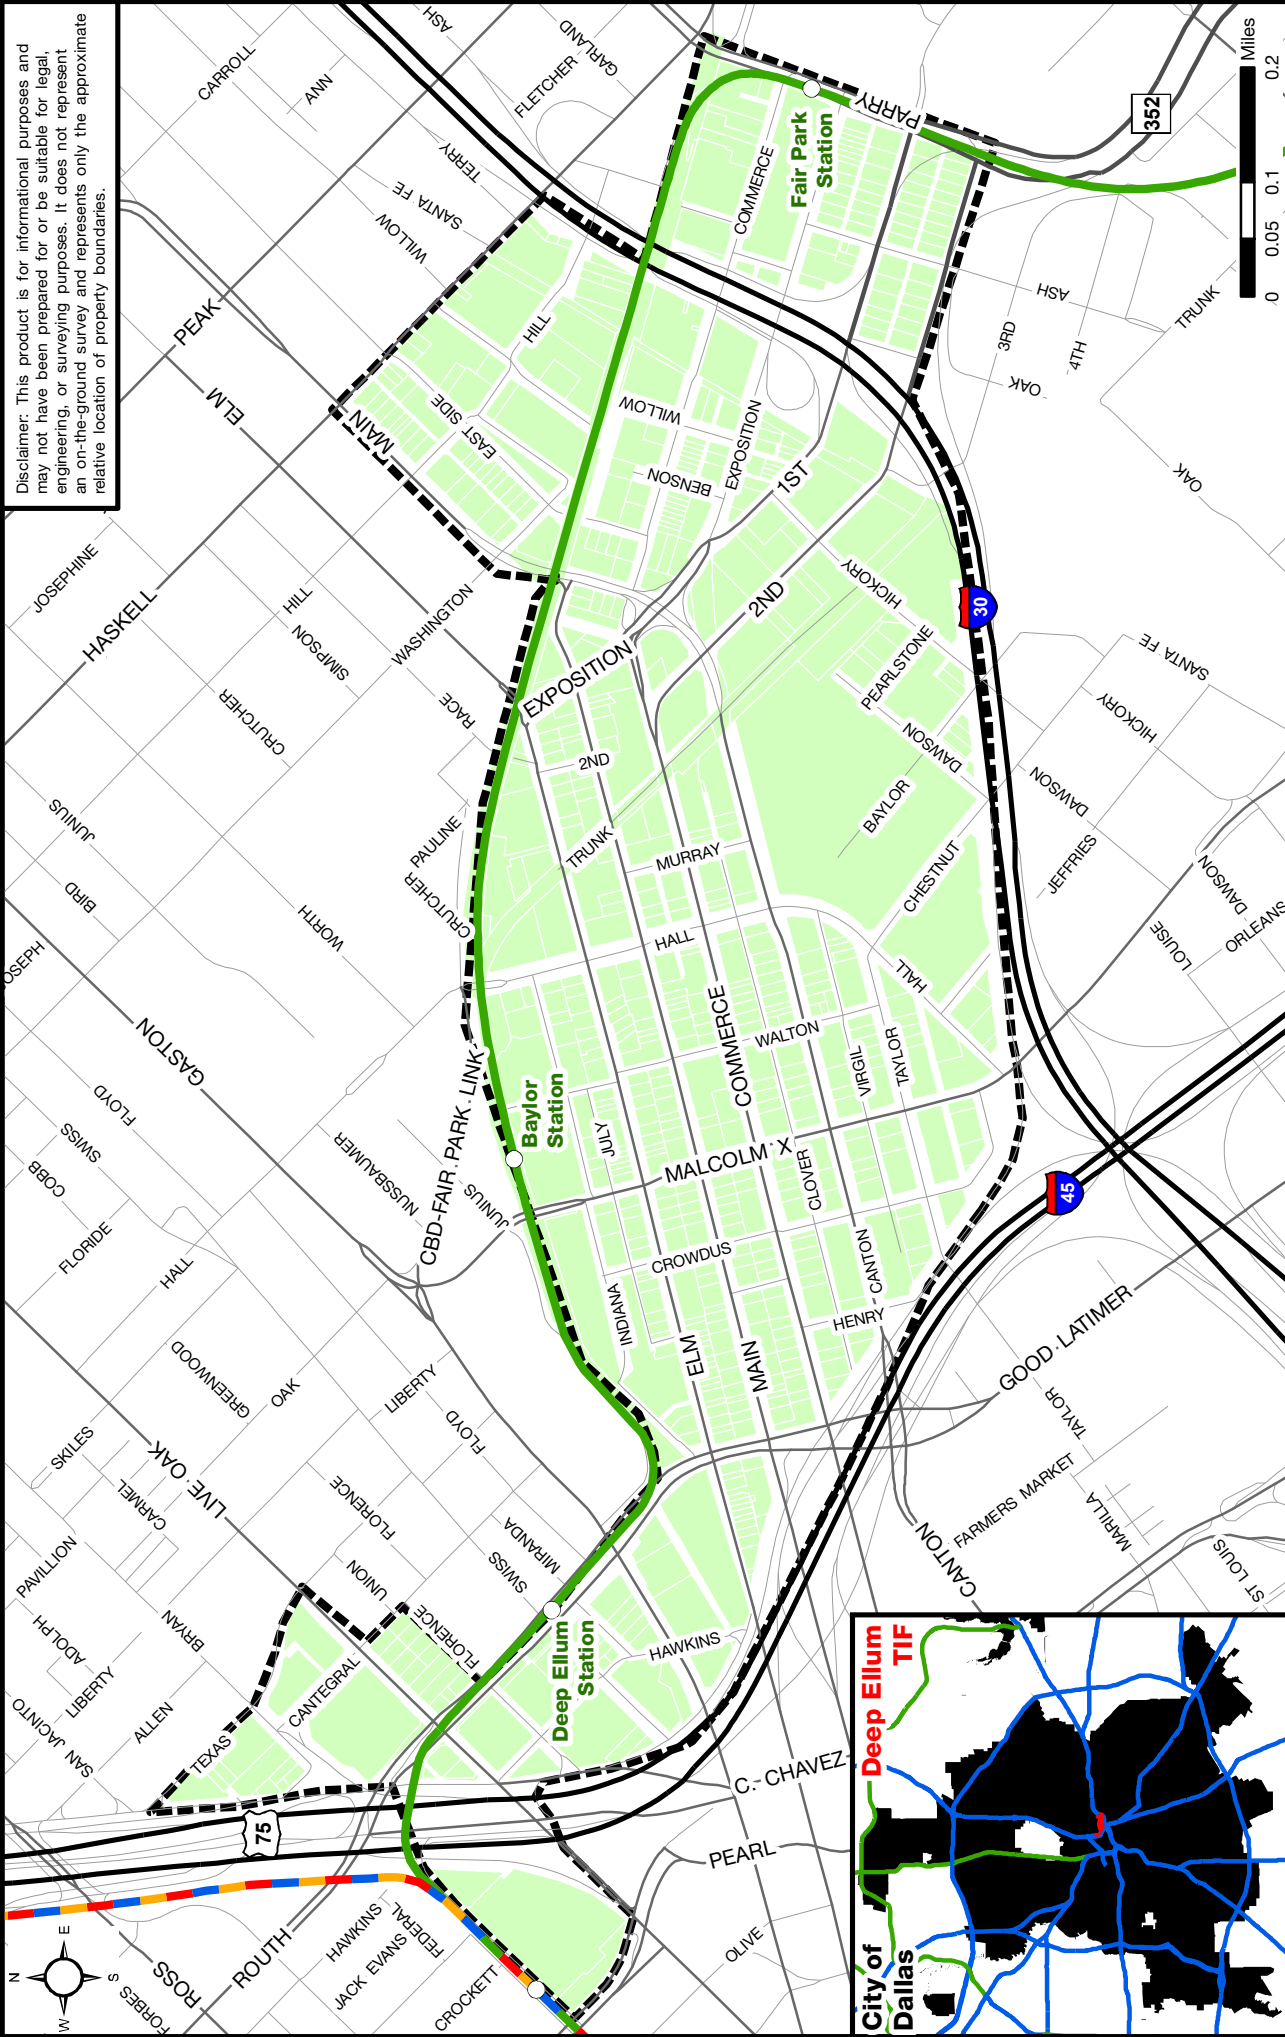 Disclaimer: This product is for informational purposes and
may not have been prepared for or be suitable for legal,
engineering, or surveying purposes. It does not represent
an on-the-ground survey and represents only the approximate
relative location of property boundaries.
CARROLL
ANN
ASH
GARLAND
FLETCHER
TERRY
SANTA FE
WILLOW
PEAK
ELM
MAIN
HILL
EAST SIDE
WILLOW
BENSON
EXPOSITION
1ST
COMMERCE
Fair Park
Station
PARRY
352
Miles
0
0.05
0.1
0.2
ASH
3RD
4TH
OAK
TRUNK
OAK
JOSEPHINE
HASKELL
HILL
SIMPSON
WASHINGTON
RACE
CRUTCHER
EXPOSITION
2ND
2ND
HICKORY
PEARLSTONE
DAWSON
BAYLOR
CHESTNUT
30
SANTA FE
HICKORY
DAWSON
JEFFRIES
DAWSON
LOUISE
ORLEANS
JUNIUS
BIRD
PAULINE
CRUTCHER
WORTH
TRUNK
MURRAY
HALL
HALL
OSEPH
GASTON
FLOYD
SWISS
COBB
FLORIDE
HALL
NUSSBAUMER
JUNIUS
CBD-FAIR PARK LINK
Baylor
Station
JULY
COMMERCE
WALTON
VIRGIL
TAYLOR
MALCOLM X
CLOVER
CROWDUS
CANTON
INDIANA
HENRY
ELM
MAIN
45
GOOD LATIMER
TAYLOR
FARMERS MARKET
MARILLA
ST LOUIS
CANTON
GREENWOOD
OAK
LIBERTY
FLOYD
SKILES
LIVE OAK
CARMEL
FLORENCE
MIRANDA
SWISS
UNION
FLORENCE
PAVILLION
ADOLPH
BRYAN
LIBERTY
ALLEN
SAN JACINTO
TEXAS
CANTEGRAL
Deep Ellum
Station
HAWKINS
C. CHAVEZ
PEARL
OLIVE
75
HAWKINS
FEDERAL
JACK EVANS
CROCKETT
ROUTH
ROSS
FORBES
N
E
S
W
City of
Dallas
Deep Ellum
TIF